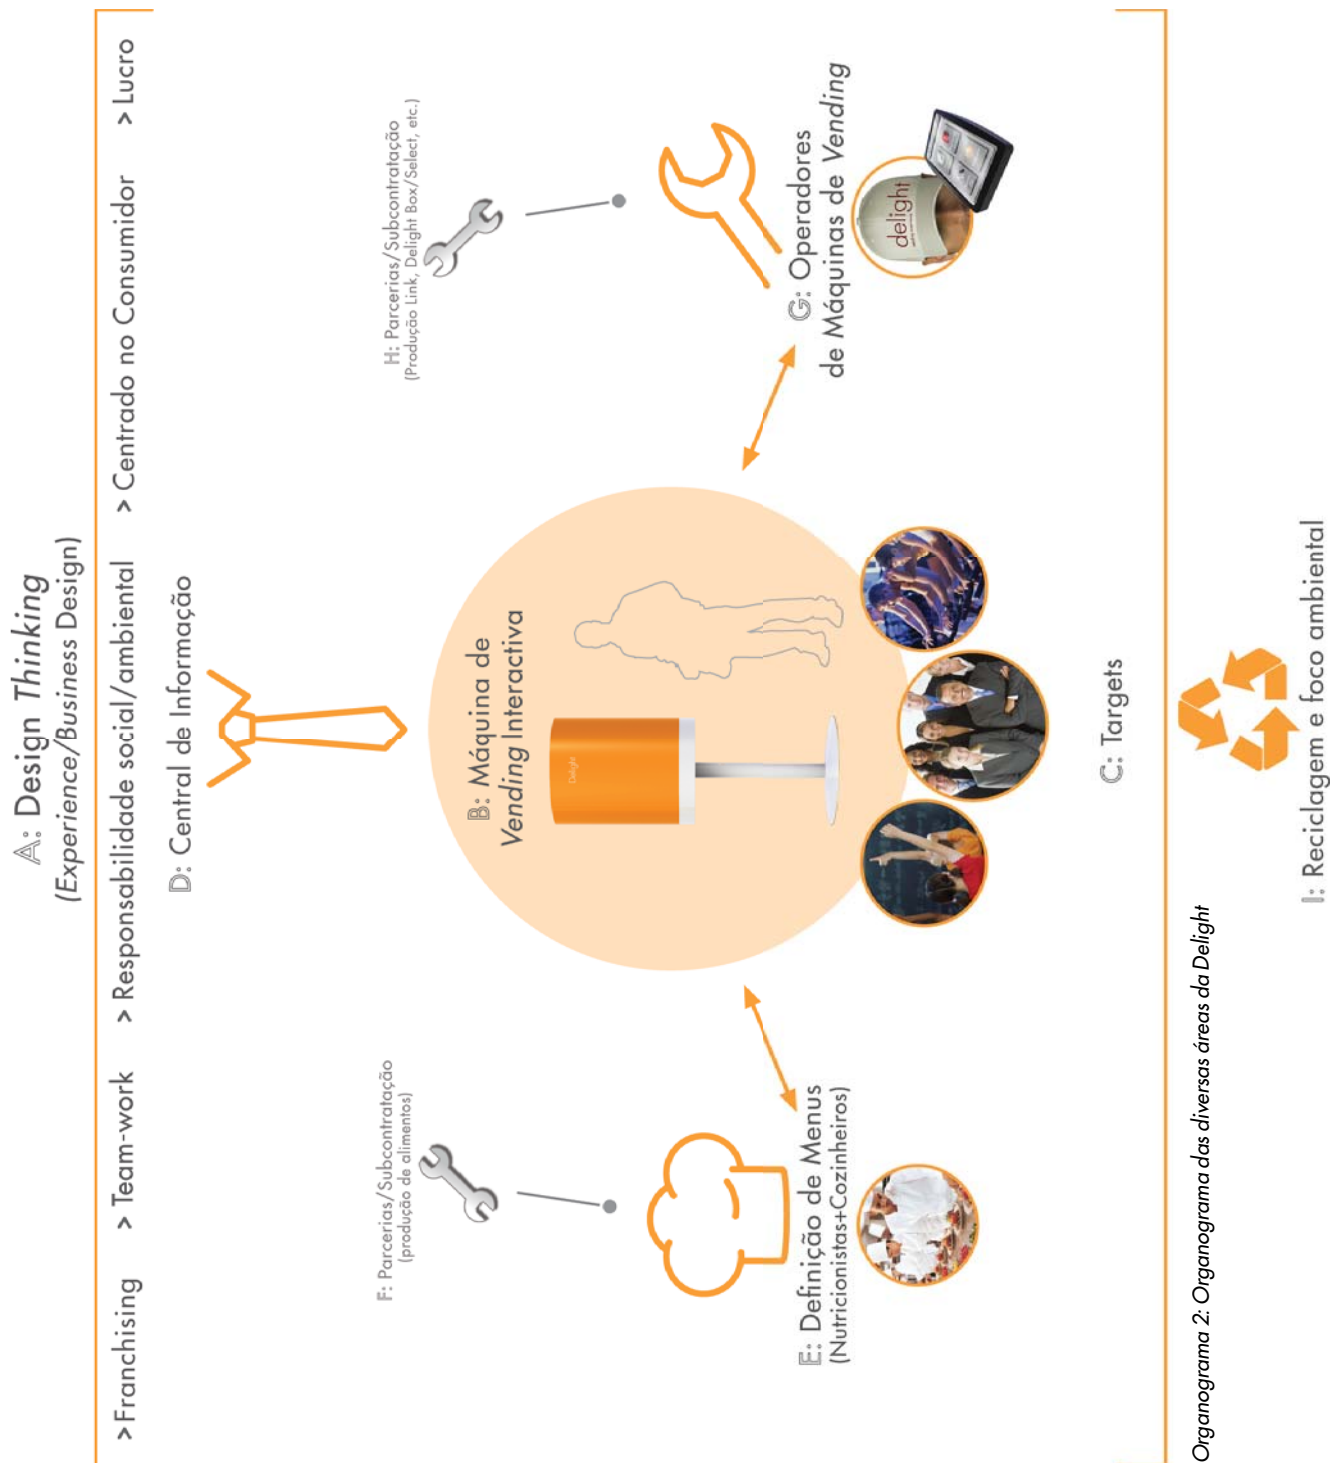 A: Design Thinking
(Experience/Business Design)
>Franchising > Team-work > Responsabilidade social/ambiental > Centrado no Consumidor > Lucro
D: Central de Informação
F: Parcerias/Subcontratação
(produção de alimentos)
H: Parcerias/Subcontratação
(Produção Link, Delight Box/Select, etc.)
B: Máquina de
Vending Interactiva
Delight
E: Definição de Menus
(Nutricionistas+Cozinheiros)
G: Operadores
de Máquinas de Vending
delight
C: Targets
Organograma 2: Organograma das diversas áreas da Delight
I: Reciclagem e foco ambiental